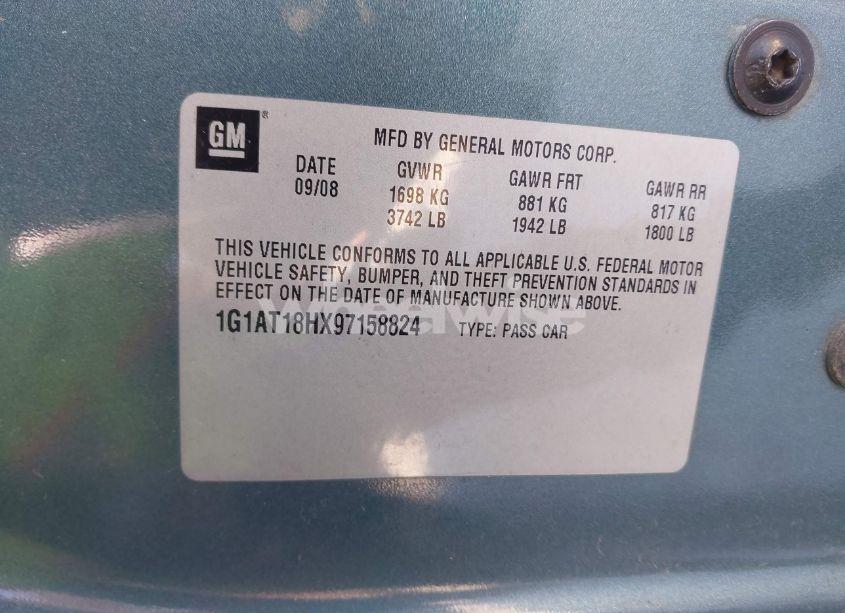 GM ®
MFD BY GENERAL MOTORS CORP.
DATE GVWR GAWR FRT GAWR RR
09/08 1698 KG 881 KG 817 KG
3742 LB 1942 LB 1800 LB
THIS VEHICLE CONFORMS TO ALL APPLICABLE U.S. FEDERAL MOTOR
VEHICLE SAFETY, BUMPER, AND THEFT PREVENTION STANDARDS IN
EFFECT ON THE DATE OF MANUFACTURE SHOWN ABOVE.
1G1AT18HX97158824 TYPE: PASS CAR
wheelwise